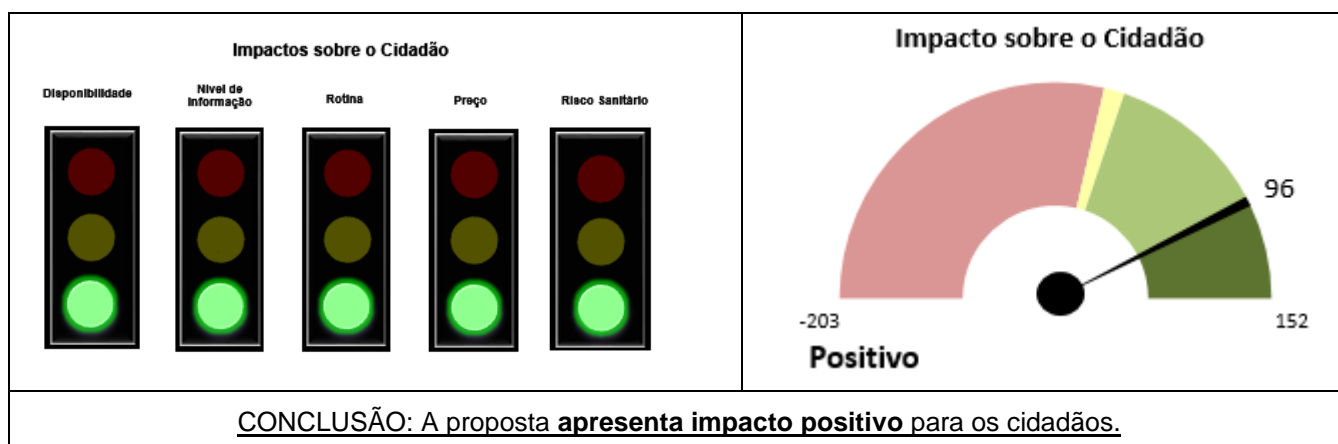 Impactos sobre o Cidadão
Disponibilidade
Nível de
Informação
Rotina
Preço
Risco Sanitário
Impacto sobre o Cidadão
96
-203
152
Positivo
CONCLUSÃO: A proposta apresenta impacto positivo para os cidadãos.